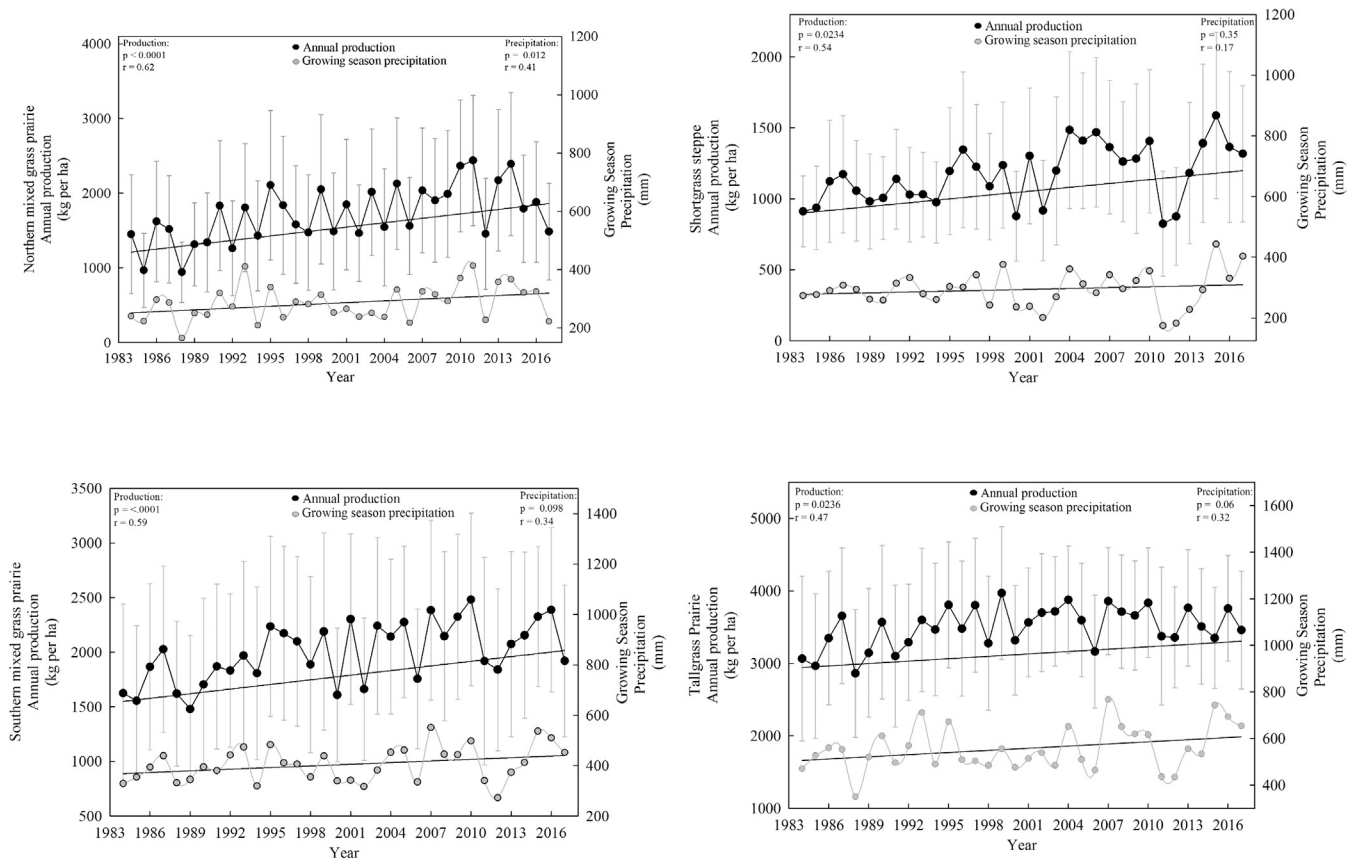 Production:
p < 0.0001
r = 0.62
Annual production
Growing season precipitation
Precipitation:
p = 0.012
r = 0.41
4000
3000
2000
1000
0
1200
1000
800
600
400
200
Northern mixed grass prairie
Annual production
(kg per ha)
Growing Season
Precipitation
(mm)
1983 1986 1989 1992 1995 1998 2001 2004 2007 2010 2013 2016
Year
Production:
p = 0.0234
r = 0.54
Annual production
Growing season precipitation
Precipitation
p = 0.35
r = 0.17
2000
1500
1000
500
0
1200
1000
800
600
400
200
Shortgrass steppe
Annual production
(kg per ha)
Growing Season
Precipitaion
(mm)
1983 1986 1989 1992 1995 1998 2001 2004 2007 2010 2013 2016
Year
Production:
p = <.0001
r = 0.59
Annual production
Growing season precipitation
Precipitation:
p = 0.098
r = 0.34
3500
3000
2500
2000
1500
1000
500
1400
1200
1000
800
600
400
200
Southern mixed grass prairie
Annual production
(kg per ha)
Growing Season
Precipitation
(mm)
1983 1986 1989 1992 1995 1998 2001 2004 2007 2010 2013 2016
Year
Production:
p = 0.0236
r = 0.47
Annual production
Growing season precipitation
Precipitation:
p = 0.06
r = 0.32
5000
4000
3000
2000
1000
1600
1400
1200
1000
800
600
400
Tallgrass Prairie
Annual production
(kg per ha)
Growing Season
Precipitation
(mm)
1983 1986 1989 1992 1995 1998 2001 2004 2007 2010 2013 2016
Year